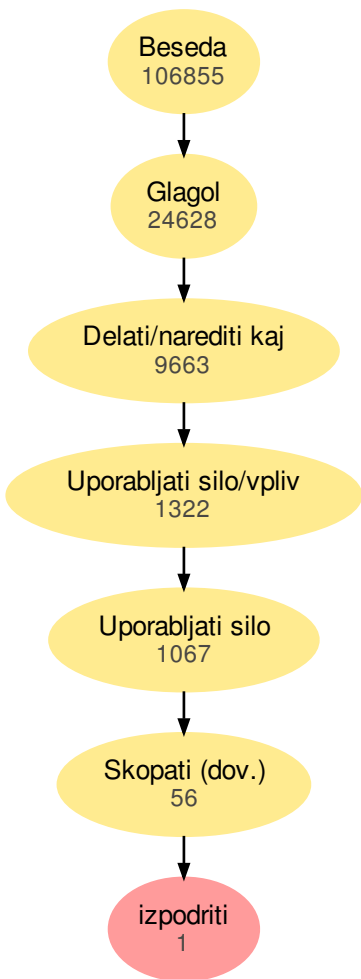 Beseda
106855
Glagol
24628
Delati/narediti kaj
9663
Uporabljati silo/vpliv
1322
Uporabljati silo
1067
Skopati (dov.)
56
izpodriti
1